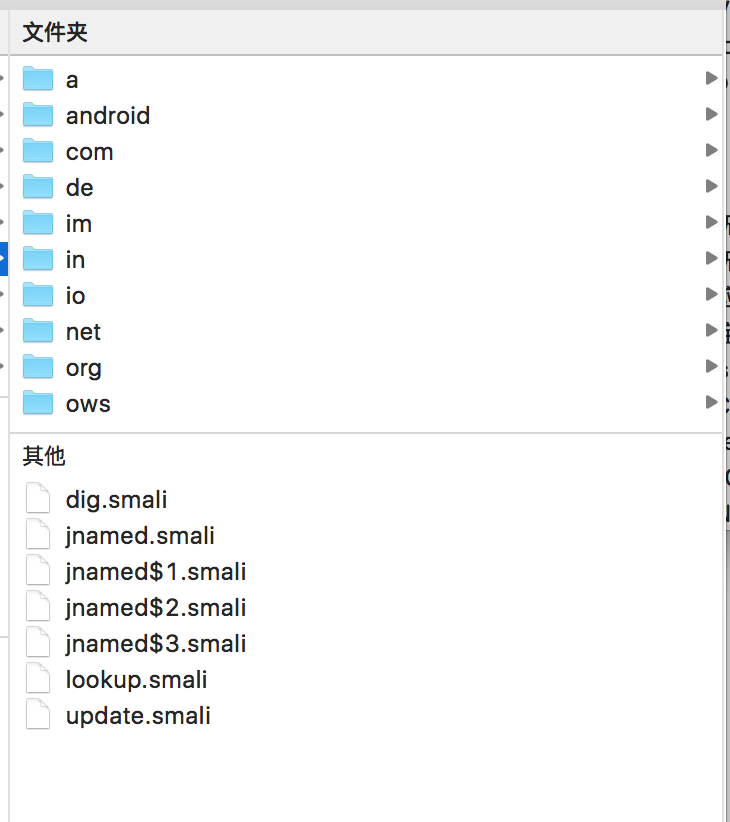 文件夹
a
android
com
de
im
in
io
net
org
ows
其他
dig.smali
jnamed.smali
jnamed$1.smali
jnamed$2.smali
jnamed$3.smali
lookup.smali
update.smali